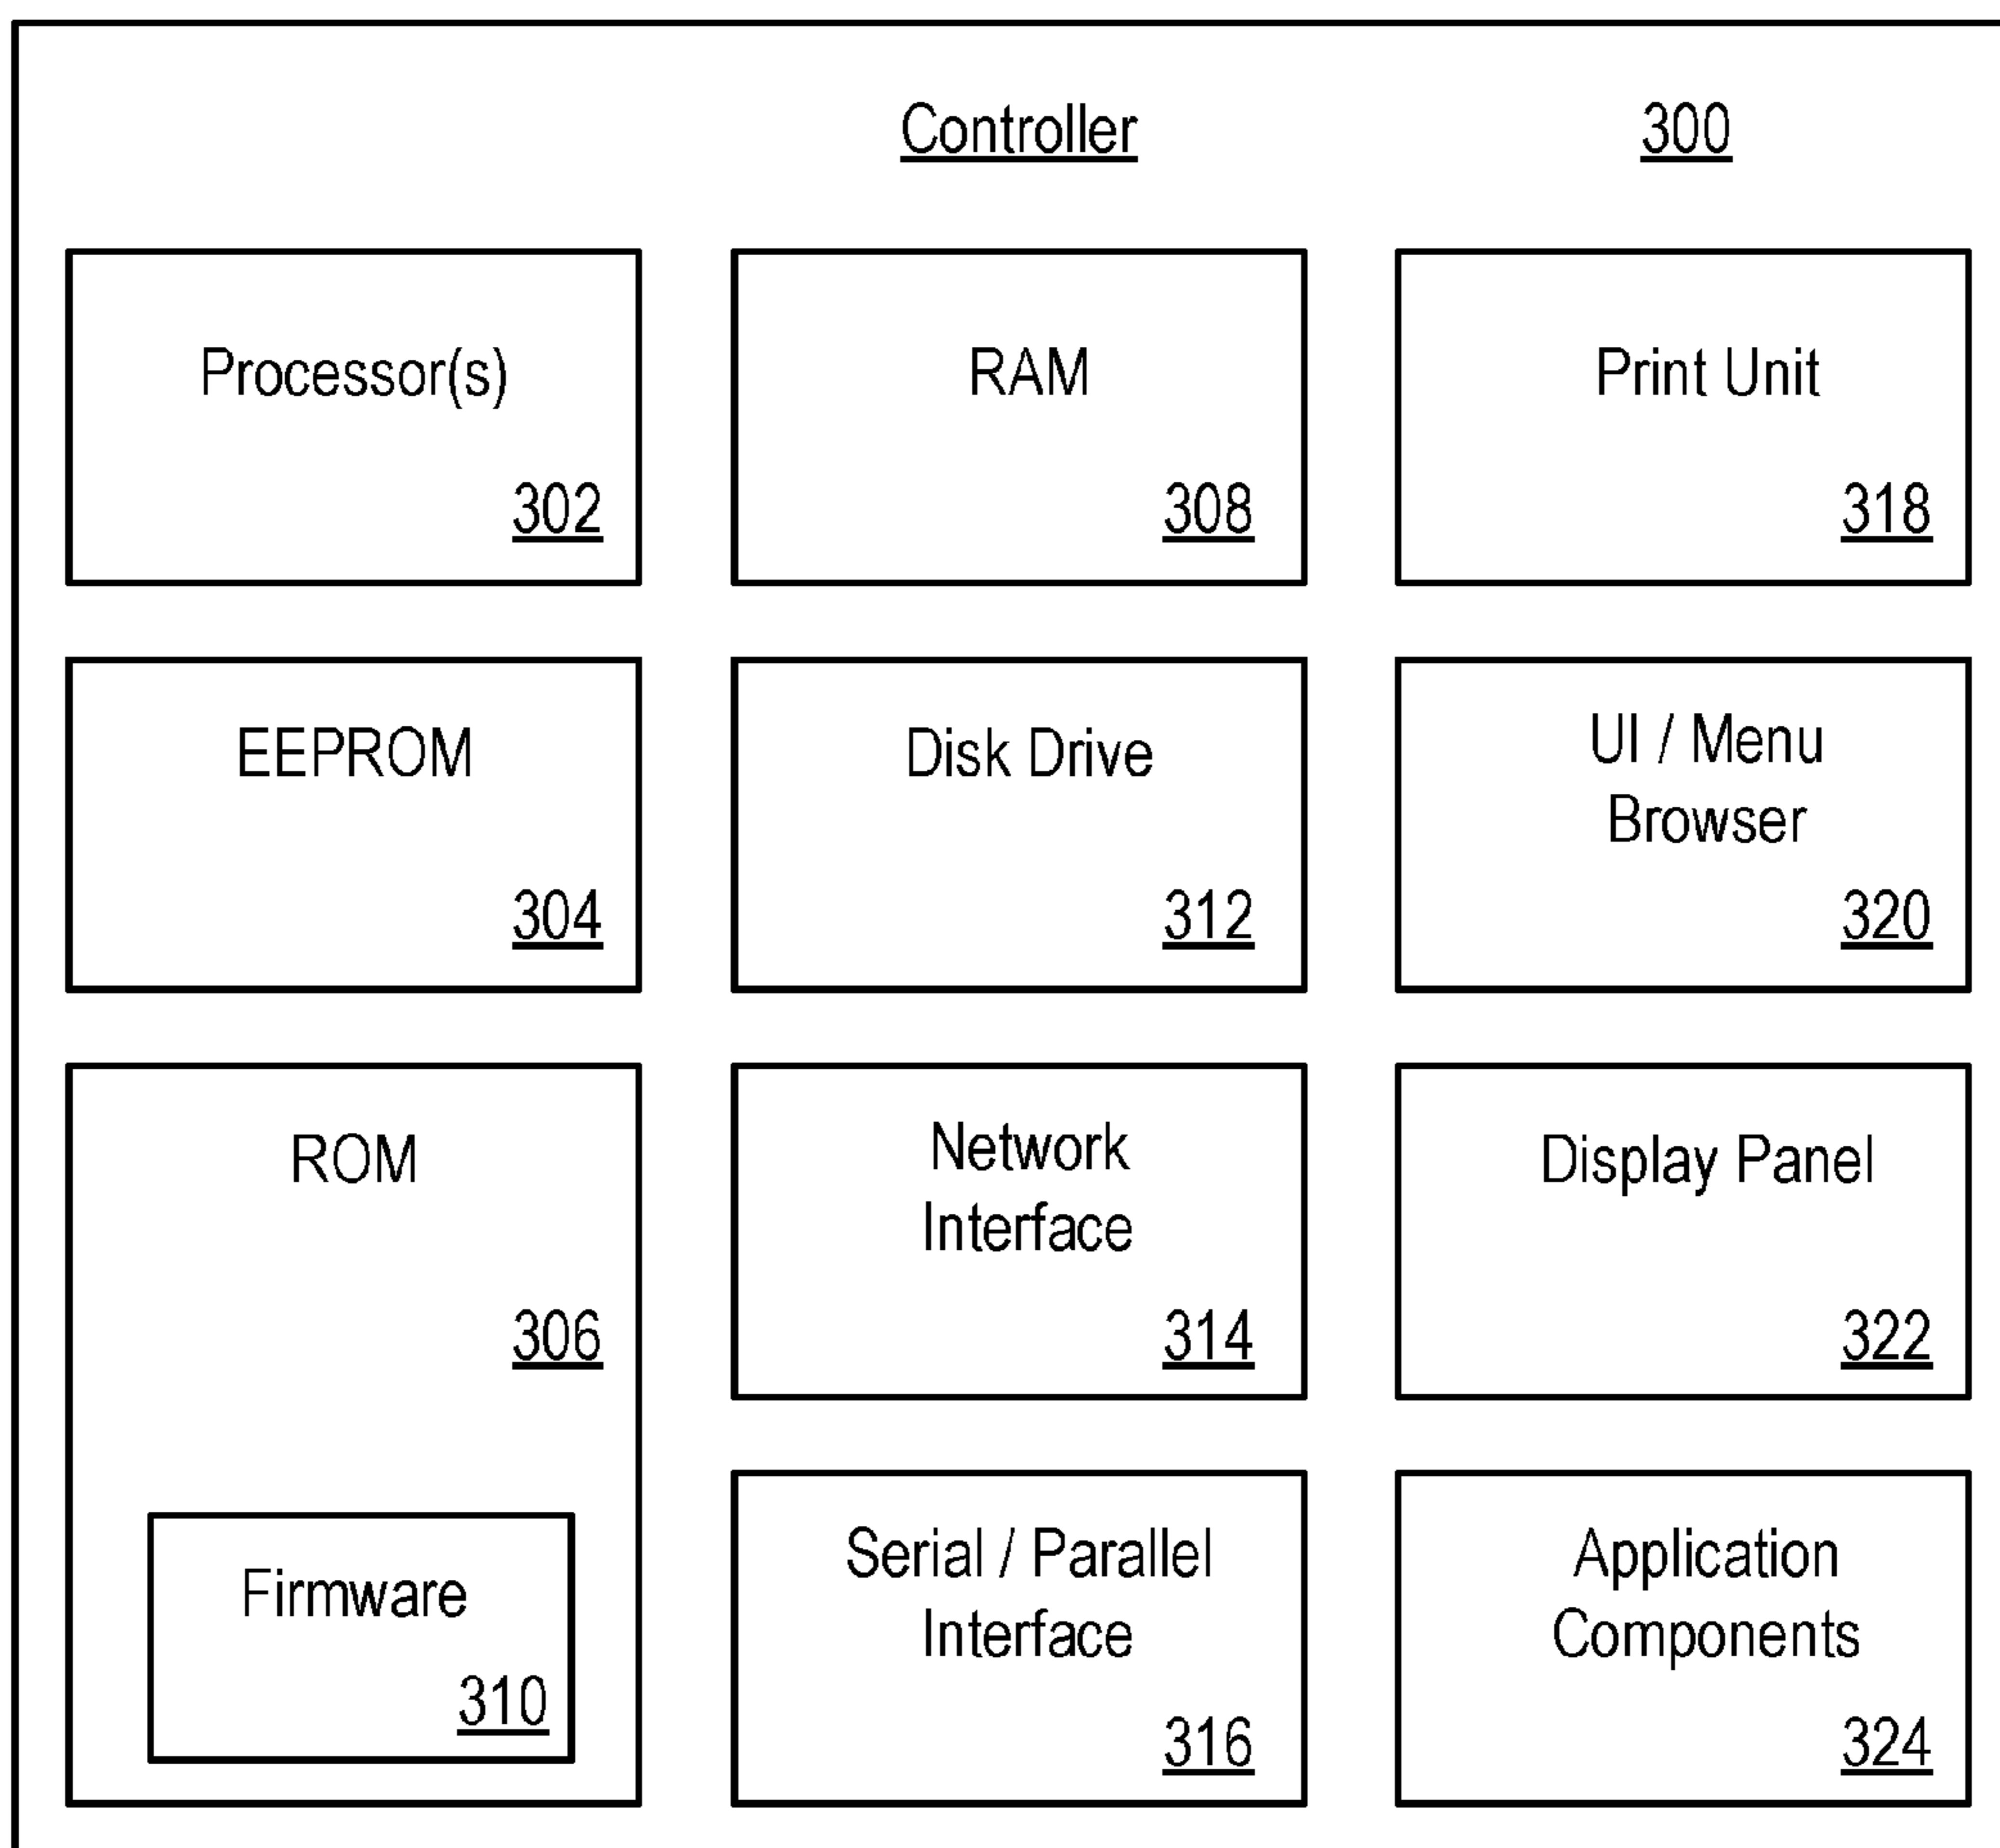 Controller 300
Processor(s)
302
RAM
308
Print Unit
318
EEPROM
304
Disk Drive
312
UI / Menu
Browser
320
ROM
306
Firmware
310
Network
Interface
314
Display Panel
322
Serial / Parallel
Interface
316
Application
Components
324